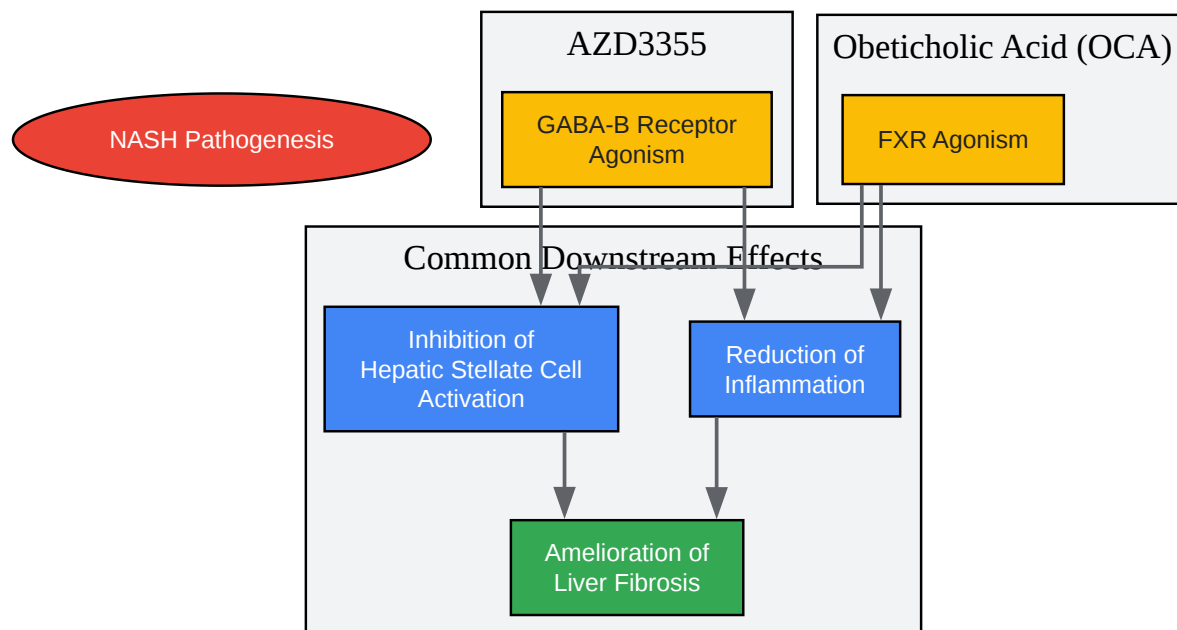 AZD3355
Obeticholic Acid (OCA)
NASH Pathogenesis
GABA-B Receptor
Agonism
FXR Agonism
Common Downstream Effects
Inhibition of
Hepatic Stellate Cell
Activation
Reduction of
Inflammation
Amelioration of
Liver Fibrosis